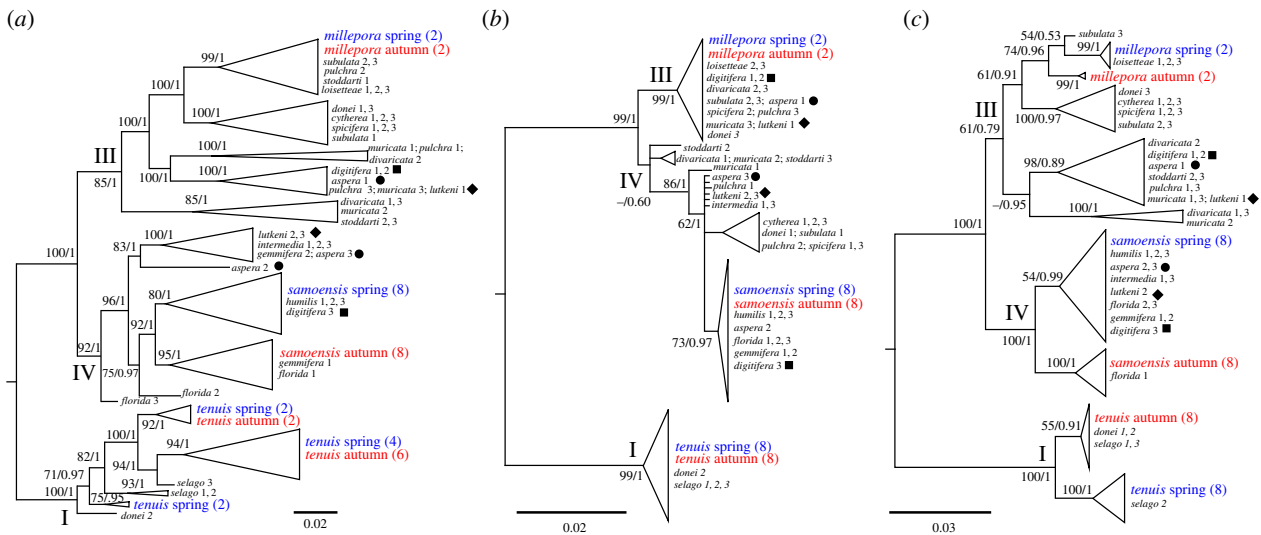 (a)
millepora spring (2)
millepora autumn (2)
subulata 2, 3
pulchra 2
stoddarti 1
loisetteae 1, 2, 3
99/1
100/1
donei 1, 3
cythera 1, 2, 3
spicifera 1, 2, 3
subulata 1
100/1
100/1
III
100/1
muricata 1; pulchra 1;
divaricata 2
100/1
100/1
digitifera 1, 2 ■
aspera 1 ●
pulchra 3; muricata 3; lutkeni 1 ◆
85/1
85/1
divaricata 1, 3
muricata 2
stoddarti 2, 3
100/1
83/1
100/1
lutkeni 2, 3 ◆
intermedia 1, 2, 3
gemmifera 2; aspera 3 ●
aspera 2 ●
96/1
80/1
samoensis spring (8)
humilis 1, 2, 3
digitifera 3 ■
92/1
92/1
95/1
samoensis autumn (8)
gemmifera 1
florida 1
IV
75/0.97
florida 2
florida 3
tenuis spring (2)
tenuis autumn (2)
92/1
100/1
94/1
tenuis spring (4)
tenuis autumn (6)
82/1
94/1
selago 3
71/0.97
93/1
selago 1, 2
100/1
75/.95
tenuis spring (2)
I
donei 2
0.02
(b)
millepora spring (2)
millepora autumn (2)
loisetteae 2, 3
digitifera 1, 2 ■
divaricata 2, 3
subulata 2, 3; aspera 1 ●
spicifera 2; pulchra 3
muricata 3; lutkeni 1 ◆
donei 3
III
99/1
99/1
stoddarti 2
divaricata 1; muricata 2; stoddarti 3
IV
–/0.60
86/1
muricata 1
aspera 3 ●
pulchra 1
lutkeni 2, 3 ◆
intermedia 1, 3
62/1
cytherea 1, 2, 3
donei 1; subulata 1
pulchra 2; spicifera 1, 3
samoensis spring (8)
samoensis autumn (8)
humilis 1, 2, 3
aspera 2
florida 1, 2, 3
gemmifera 1, 2
digitifera 3 ■
73/0.97
I
99/1
tenuis spring (8)
tenuis autumn (8)
donei 2
selago 1, 2, 3
0.02
(c)
54/0.53
subulata 3
74/0.96
99/1
millepora spring (2)
loisetteae 1, 2, 3
61/0.91
99/1
millepora autumn (2)
III
donei 3
cytherea 1, 2, 3
spicifera 1, 2, 3
subulata 2, 3
100/0.97
61/0.79
98/0.89
divaricata 2
digitifera 1, 2 ■
aspera 1 ●
stoddarti 2, 3
pulchra 1, 3
muricata 1, 3; lutkeni 1 ◆
–/0.95
100/1
divaricata 1, 3
muricata 2
100/1
samoensis spring (8)
humilis 1, 2, 3
aspera 2, 3 ●
intermedia 1, 3
lutkeni 2 ◆
florida 2, 3
gemmifera 1, 2
digitifera 3 ■
54/0.99
IV
100/1
100/1
samoensis autumn (8)
florida 1
tenuis autumn (8)
donei 1, 2
selago 1, 3
55/0.91
I
100/1
100/1
tenuis spring (8)
selago 2
0.03